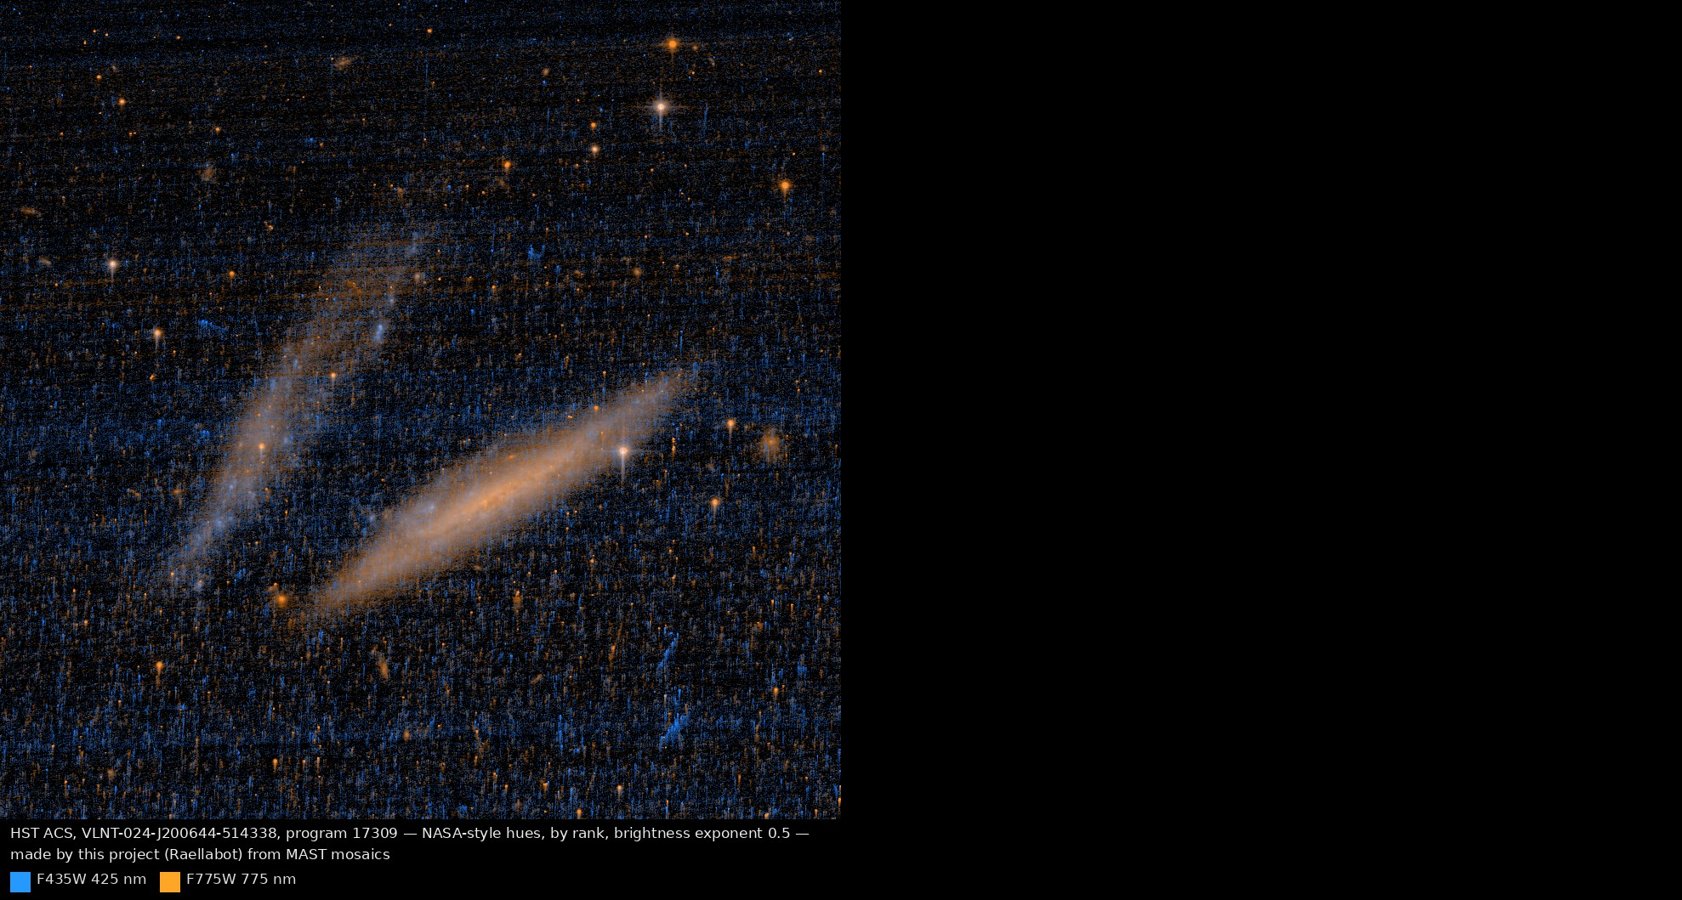 HST ACS, VLNT-024-J200644-514338, program 17309 — NASA-style hues, by rank, brightness exponent 0.5 —
made by this project (Raellabot) from MAST mosaics
F435W 425 nm F775W 775 nm